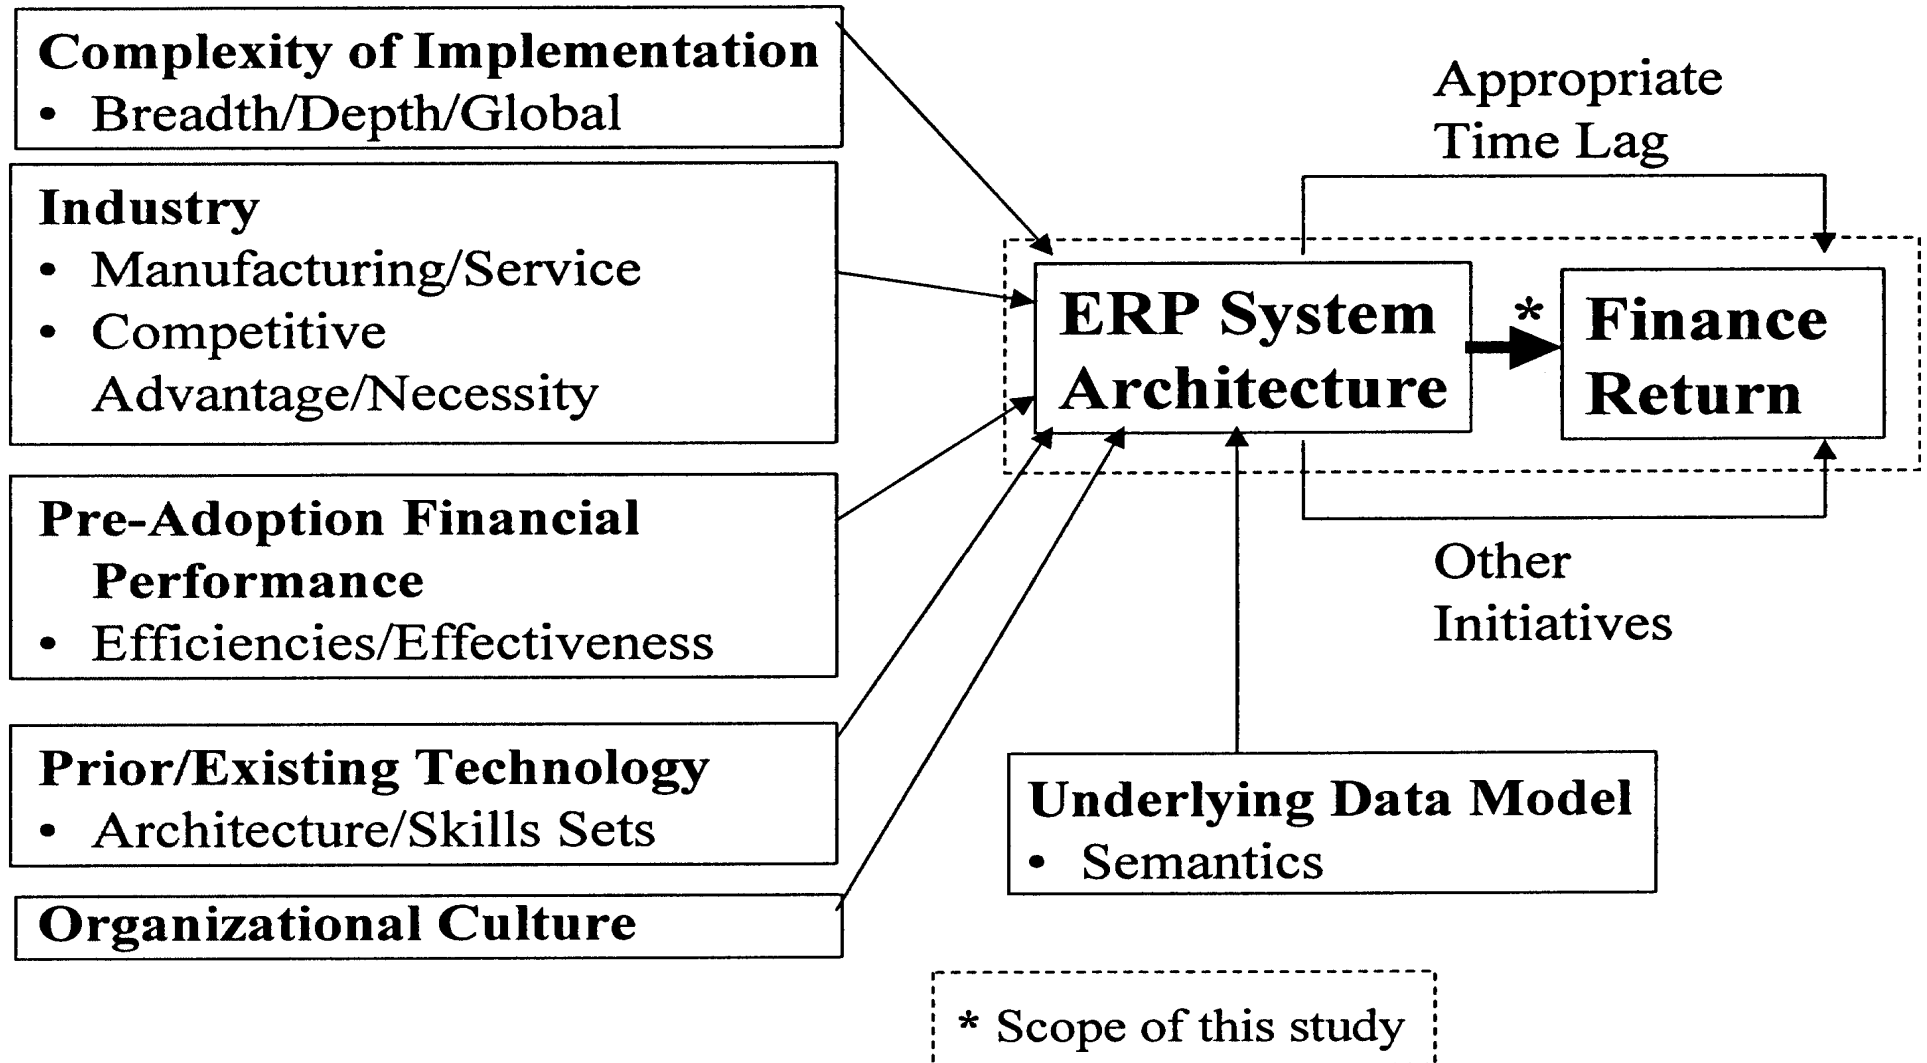 Complexity of Implementation
• Breadth/Depth/Global
Industry
• Manufacturing/Service
• Competitive
Advantage/Necessity
Pre-Adoption Financial
Performance
• Efficiencies/Effectiveness
Prior/Existing Technology
• Architecture/Skills Sets
Organizational Culture
Appropriate
Time Lag
ERP System
Architecture
*
Finance
Return
Other
Initiatives
Underlying Data Model
• Semantics
* Scope of this study